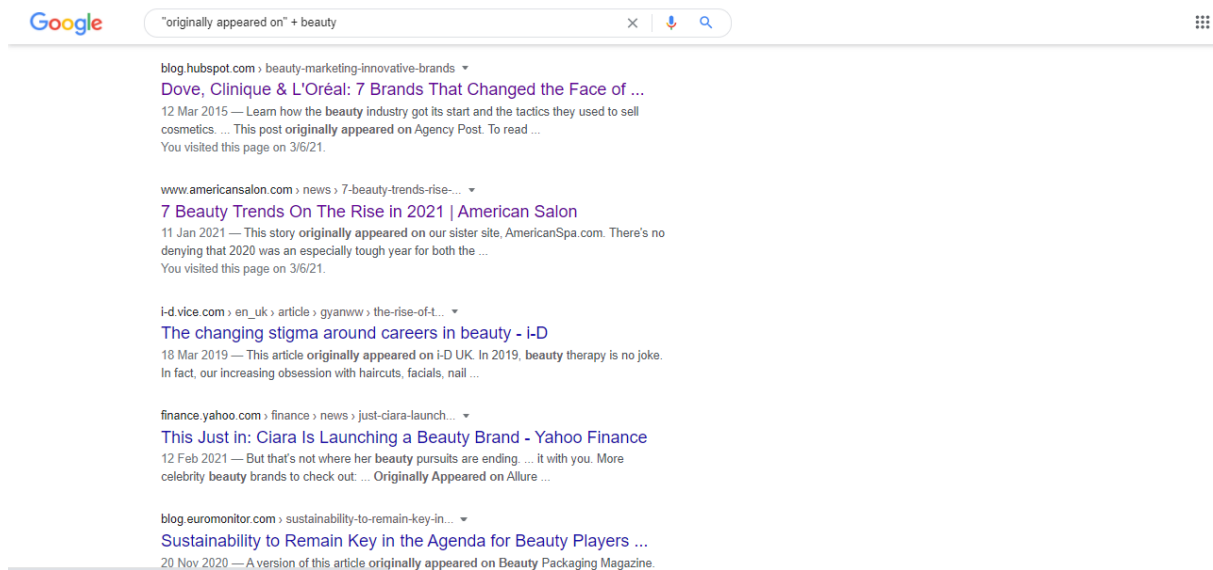 Google
"originally appeared on" + beauty
blog.hubspot.com › beauty-marketing-innovative-brands
Dove, Clinique & L'Oréal: 7 Brands That Changed the Face of ...
12 Mar 2015 — Learn how the beauty industry got its start and the tactics they used to sell
cosmetics. ... This post originally appeared on Agency Post. To read ...
You visited this page on 3/6/21.
www.americansalon.com › news › 7-beauty-trends-rise-...
7 Beauty Trends On The Rise in 2021 | American Salon
11 Jan 2021 — This story originally appeared on our sister site, AmericanSpa.com. There's no
denying that 2020 was an especially tough year for both the ...
You visited this page on 3/6/21.
i-d.vice.com › en_uk › article › gyanww › the-rise-of-t...
The changing stigma around careers in beauty - i-D
18 Mar 2019 — This article originally appeared on i-D UK. In 2019, beauty therapy is no joke.
In fact, our increasing obsession with haircuts, facials, nail ...
finance.yahoo.com › finance › news › just-ciara-launch...
This Just in: Ciara Is Launching a Beauty Brand - Yahoo Finance
12 Feb 2021 — But that's not where her beauty pursuits are ending. ... it with you. More
celebrity beauty brands to check out: ... Originally Appeared on Allure ...
blog.euromonitor.com › sustainability-to-remain-key-in...
Sustainability to Remain Key in the Agenda for Beauty Players ...
20 Nov 2020 — A version of this article originally appeared on Beauty Packaging Magazine.